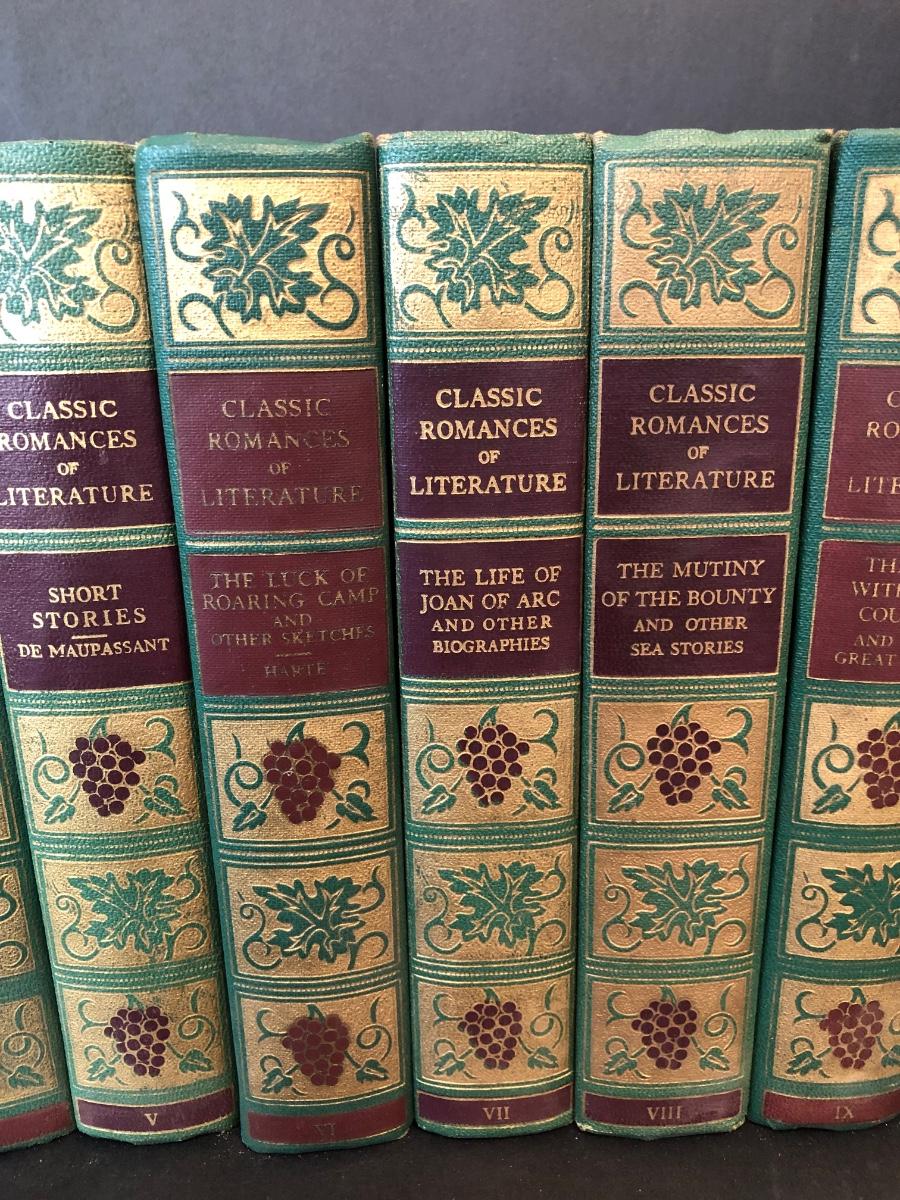 CLASSIC
ROMANCES
OF
LITERATURE
SHORT
STORIES
DE MAUPASSANT
V
CLASSIC
ROMANCES
OF
LITERATURE
THE LUCK OF
ROARING CAMP
AND
OTHER SKETCHES
HARTE
VI
CLASSIC
ROMANCES
OF
LITERATURE
THE LIFE OF
JOAN OF ARC
AND OTHER
BIOGRAPHIES
VII
CLASSIC
ROMANCES
OF
LITERATURE
THE MUTINY
OF THE BOUNTY
AND OTHER
SEA STORIES
VIII
AND
GREAT
IX